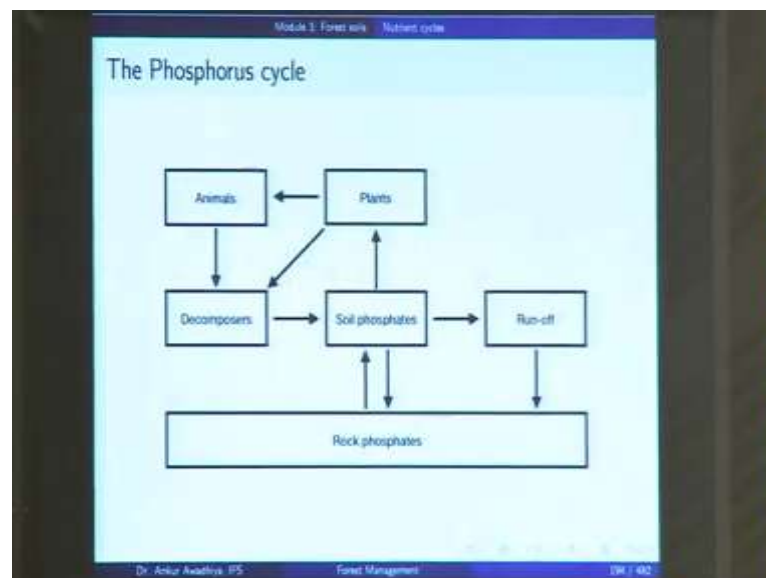 Module 3: Forest soils Nutrient cycles
The Phosphorus cycle
Animals
Plants
Decomposers
Soil phosphates
Run-off
Rock phosphates
Dr. Ankur Awadhiya, IFS Forest Management